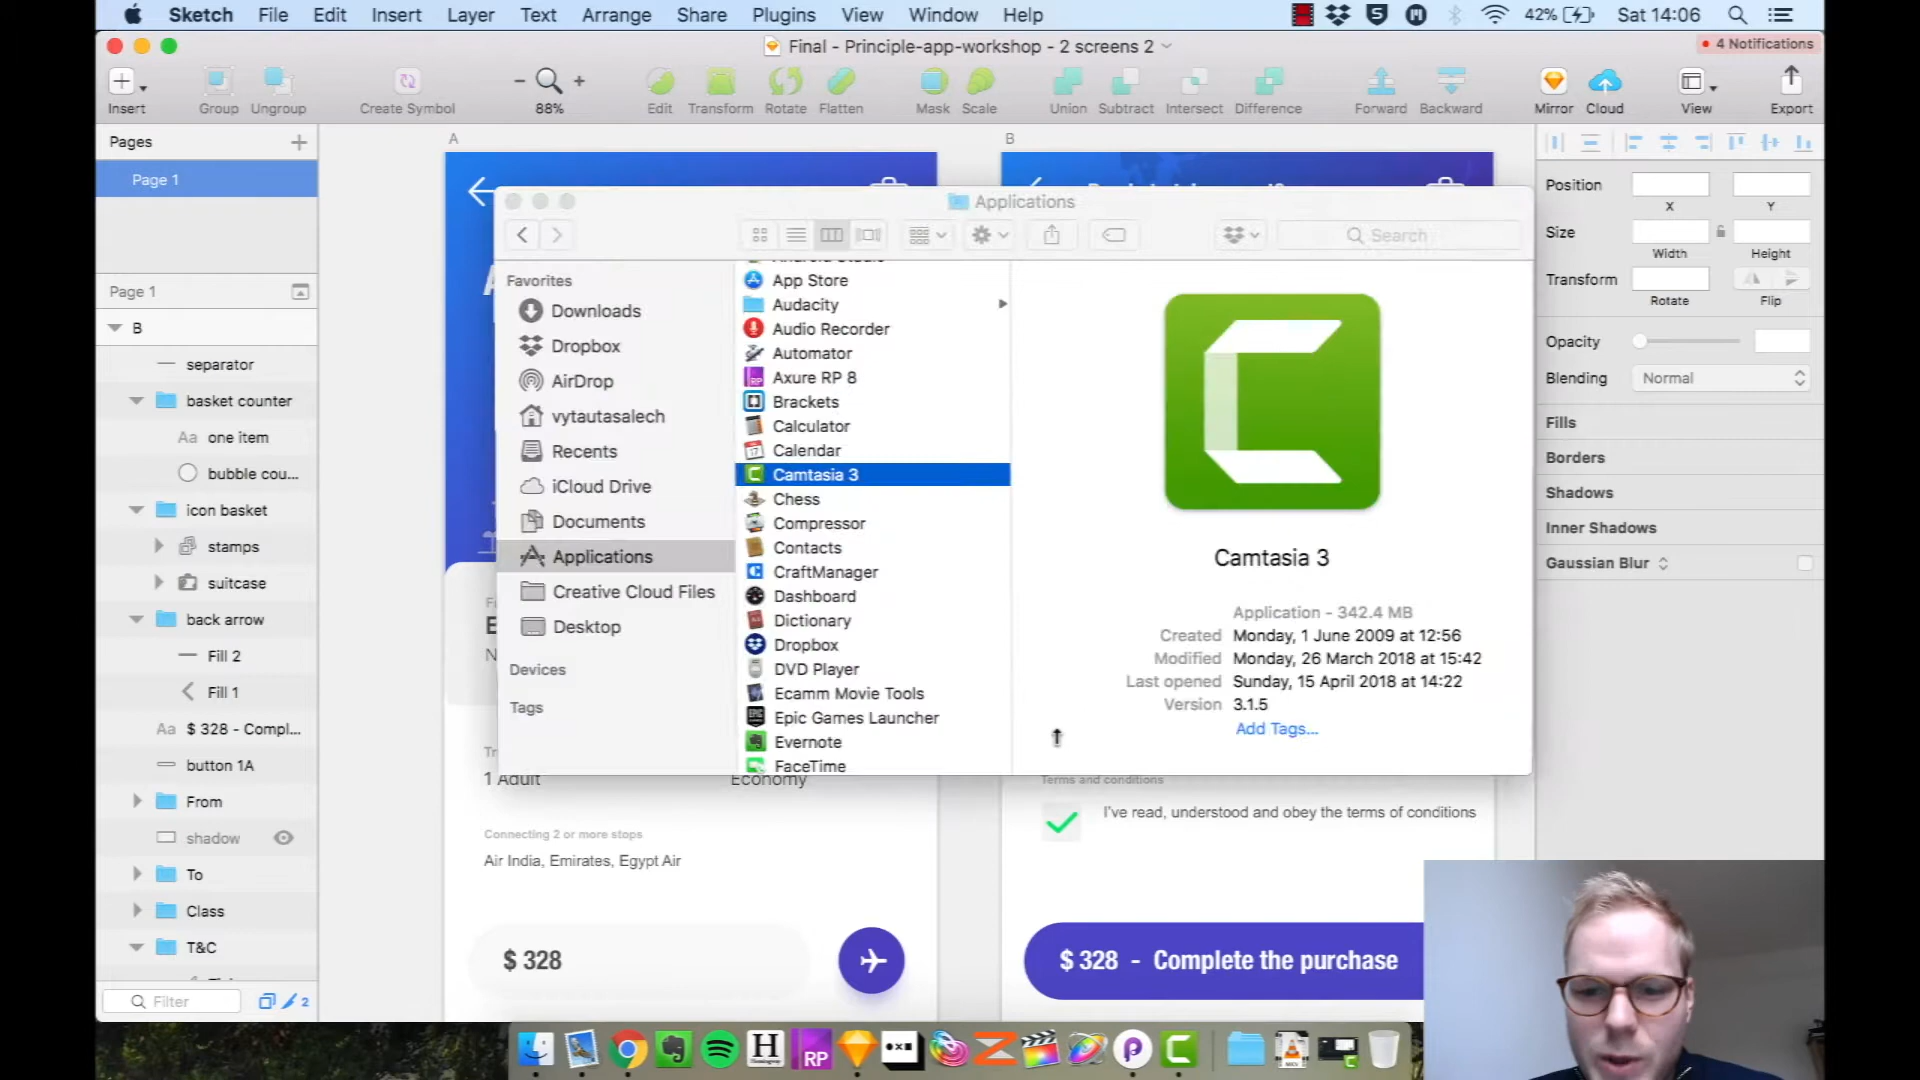 Sketch File Edit Insert Layer Text Arrange Share Plugins View Window Help 42% Sat 14:06
Final - Principle-app-workshop - 2 screens 2
4 Notifications
Insert Group Ungroup Create Symbol 88% Edit Transform Rotate Flatten Mask Scale Union Subtract Intersect Difference Forward Backward Mirror Cloud View Export
Pages
Page 1
Page 1
B
separator
basket counter
Aa one item
bubble cou...
icon basket
stamps
suitcase
back arrow
Fill 2
Fill 1
Aa $ 328 - Compl...
button 1A
From
shadow
To
Class
T&C
Filter
2
A
B
Applications
Search
Favorites
Downloads
Dropbox
AirDrop
vytautasalech
Recents
iCloud Drive
Documents
Applications
Creative Cloud Files
Desktop
Devices
Tags
App Store
Audacity
Audio Recorder
Automator
Axure RP 8
Brackets
Calculator
Calendar
Camtasia 3
Chess
Compressor
Contacts
CraftManager
Dashboard
Dictionary
Dropbox
DVD Player
Ecamm Movie Tools
Epic Games Launcher
Evernote
FaceTime
Camtasia 3
Application - 342.4 MB
Created Monday, 1 June 2009 at 12:56
Modified Monday, 26 March 2018 at 15:42
Last opened Sunday, 15 April 2018 at 14:22
Version 3.1.5
Add Tags...
1 Adult
Economy
Connecting 2 or more stops
Air India, Emirates, Egypt Air
$ 328
Terms and conditions
I've read, understood and obey the terms of conditions
$ 328 - Complete the purchase
Position
X
Y
Size
Width
Height
Transform
Rotate
Flip
Opacity
Blending Normal
Fills
Borders
Shadows
Inner Shadows
Gaussian Blur
H
RP